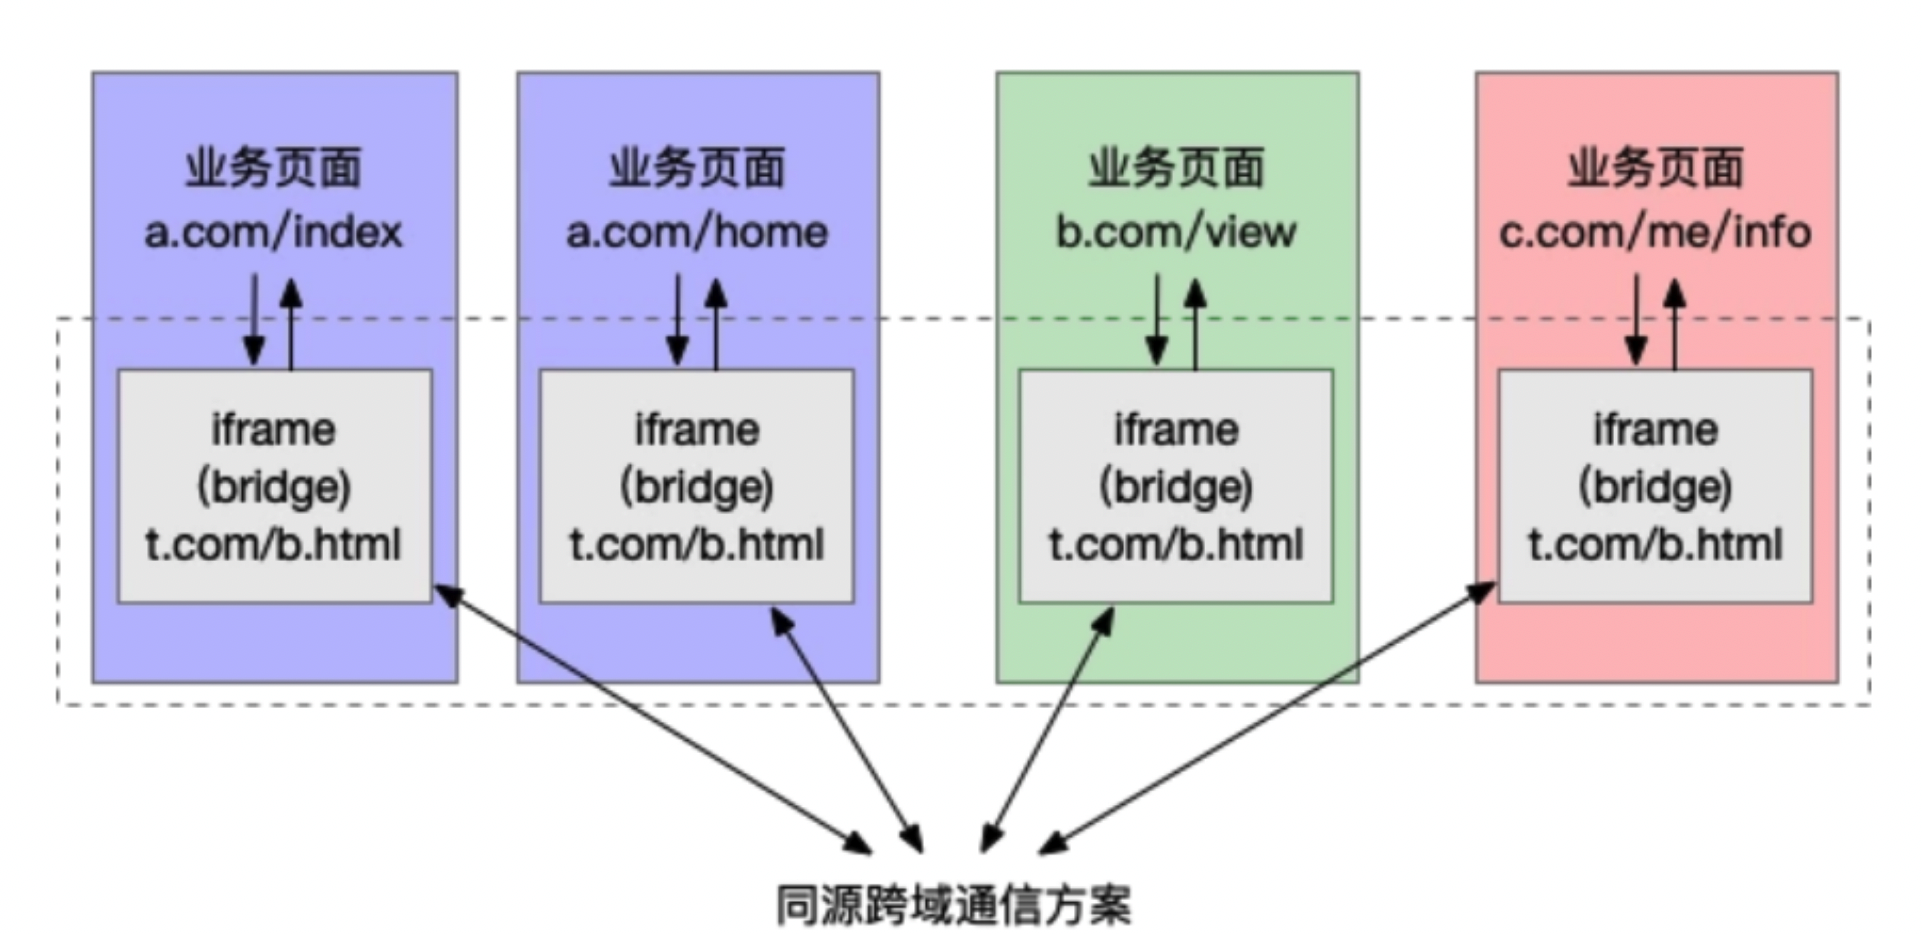 业务页面
a.com/index
iframe
(bridge)
t.com/b.html
业务页面
a.com/home
iframe
(bridge)
t.com/b.html
业务页面
b.com/view
iframe
(bridge)
t.com/b.html
业务页面
c.com/me/info
iframe
(bridge)
t.com/b.html
同源跨域通信方案